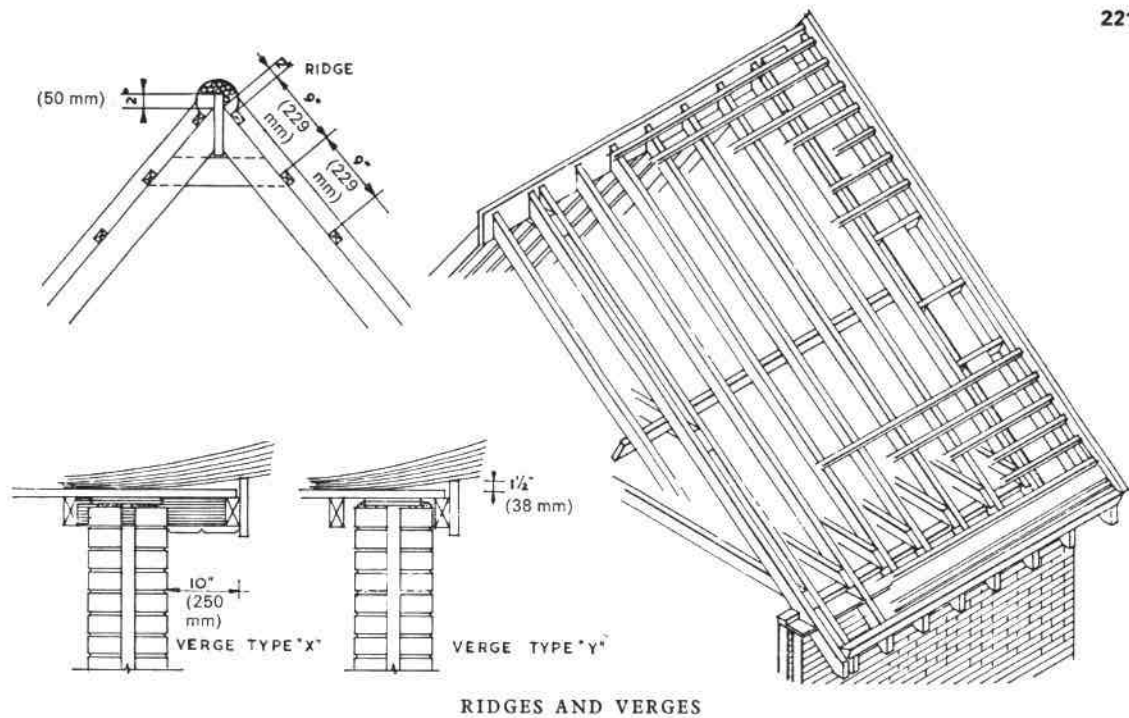 221
RIDGE
2"
(50 mm)
9"
(229 mm)
9"
(229 mm)
1½"
(38 mm)
10"
(250 mm)
VERGE TYPE "X"
VERGE TYPE "Y"
RIDGES AND VERGES